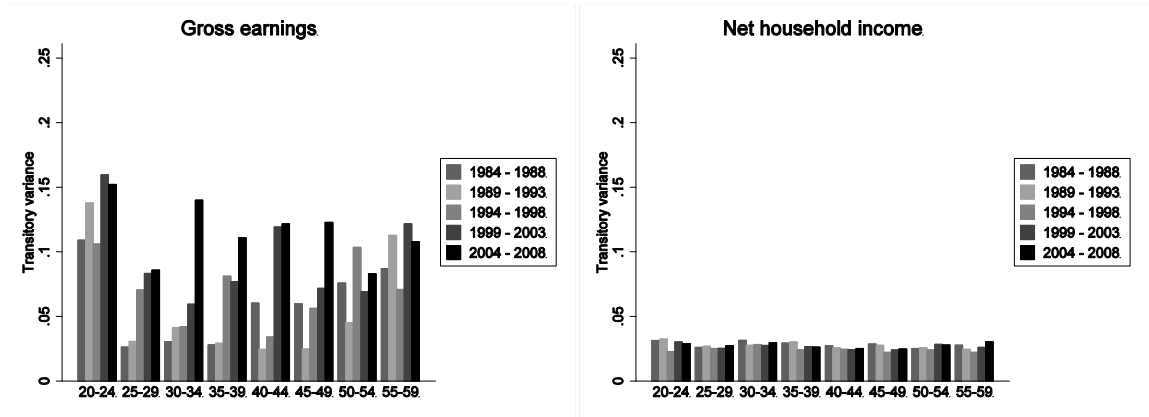 Gross earnings.
Transitory variance
.25
.2
.15
.1
.05
0
20-24. 25-29. 30-34. 35-39. 40-44. 45-49. 50-54. 55-59.
1984 - 1988.
1989 - 1993.
1994 - 1998.
1999 - 2003.
2004 - 2008.
Net household income.
Transitory variance
.25
.2
.15
.1
.05
0
20-24. 25-29. 30-34. 35-39. 40-44. 45-49. 50-54. 55-59.
1984 - 1988.
1989 - 1993.
1994 - 1998.
1999 - 2003.
2004 - 2008.